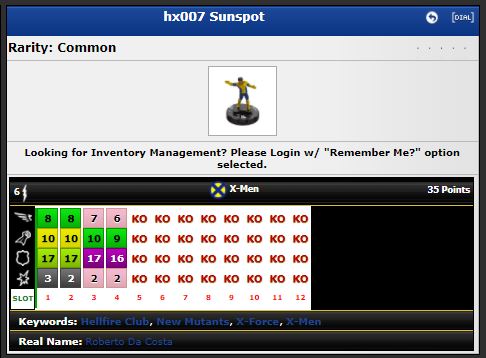 hx007 Sunspot [DIAL]
Rarity: Common · · · · ·
Looking for Inventory Management? Please Login w/ "Remember Me?" option
selected.
6 X-Men 35 Points
8 8 7 6 KO KO KO KO KO KO KO KO
10 10 10 9 KO KO KO KO KO KO KO KO
17 17 17 16 KO KO KO KO KO KO KO KO
3 2 2 2 KO KO KO KO KO KO KO KO
SLOT 1 2 3 4 5 6 7 8 9 10 11 12
Keywords: Hellfire Club, New Mutants, X-Force, X-Men
Real Name: Roberto Da Costa